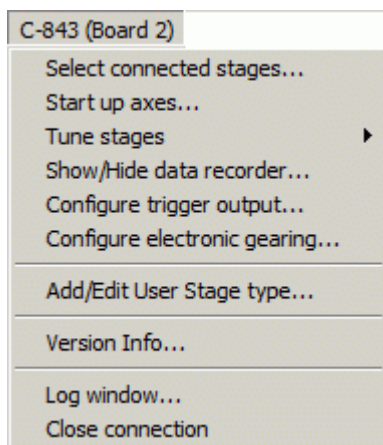 C-843 (Board 2)
Select connected stages...
Start up axes...
Tune stages
Show/Hide data recorder...
Configure trigger output...
Configure electronic gearing...
Add/Edit User Stage type...
Version Info...
Log window...
Close connection